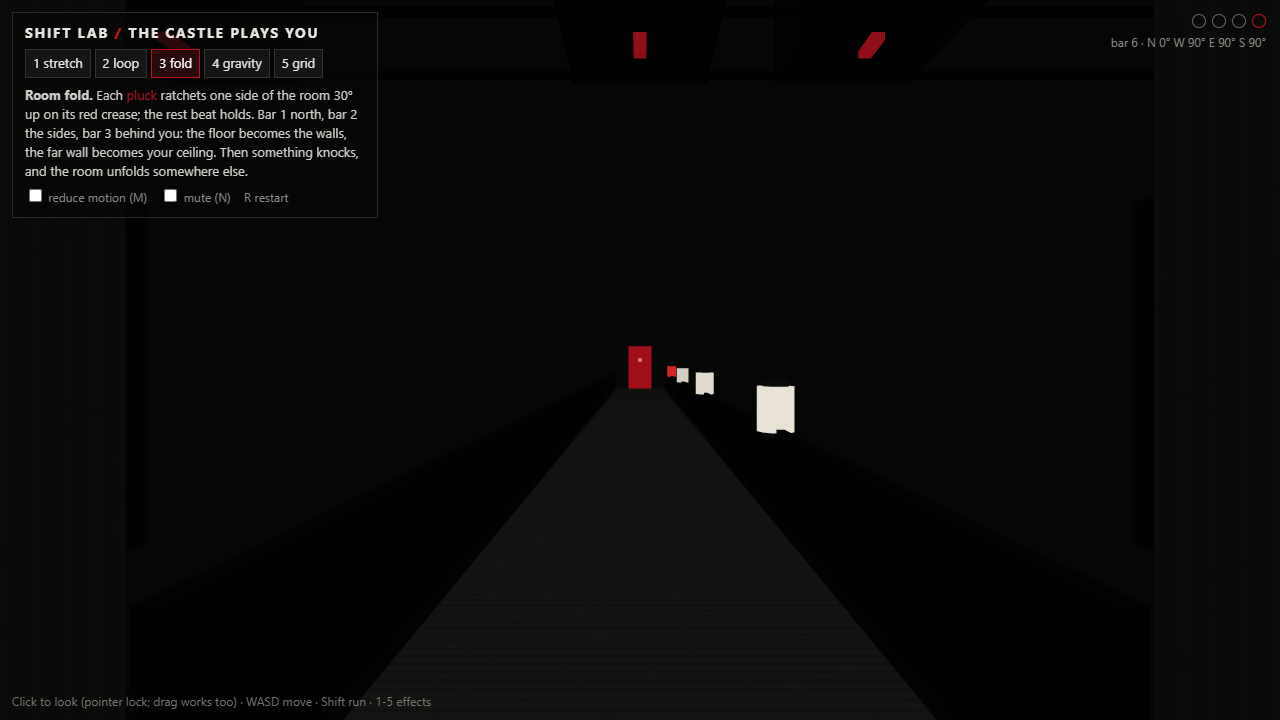 SHIFT LAB / THE CASTLE PLAYS YOU
1 stretch 2 loop 3 fold 4 gravity 5 grid
Room fold. Each pluck ratchets one side of the room 30°
up on its red crease; the rest beat holds. Bar 1 north, bar 2
the sides, bar 3 behind you: the floor becomes the walls,
the far wall becomes your ceiling. Then something knocks,
and the room unfolds somewhere else.
reduce motion (M) mute (N) R restart
bar 6 · N 0° W 90° E 90° S 90°
Click to look (pointer lock; drag works too) · WASD move · Shift run · 1-5 effects